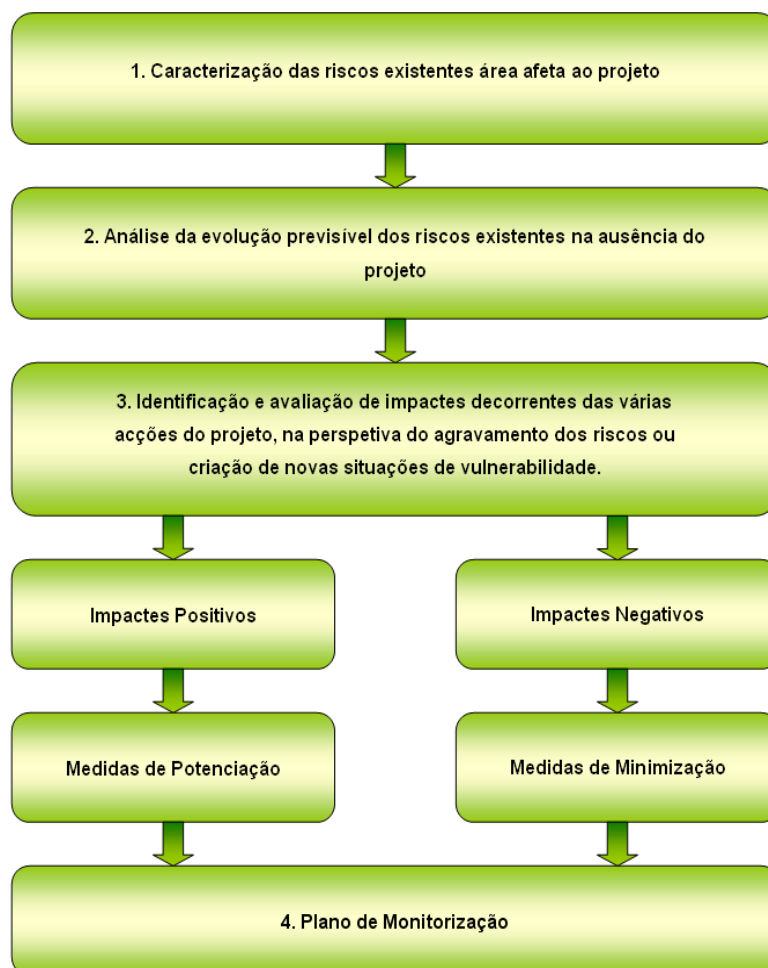 1. Caracterização das riscos existentes área afeta ao projeto
2. Análise da evolução previsível dos riscos existentes na ausência do
projeto
3. Identificação e avaliação de impactes decorrentes das várias
acções do projeto, na perspetiva do agravamento dos riscos ou
criação de novas situações de vulnerabilidade.
Impactes Positivos
Impactes Negativos
Medidas de Potenciação
Medidas de Minimização
4. Plano de Monitorização